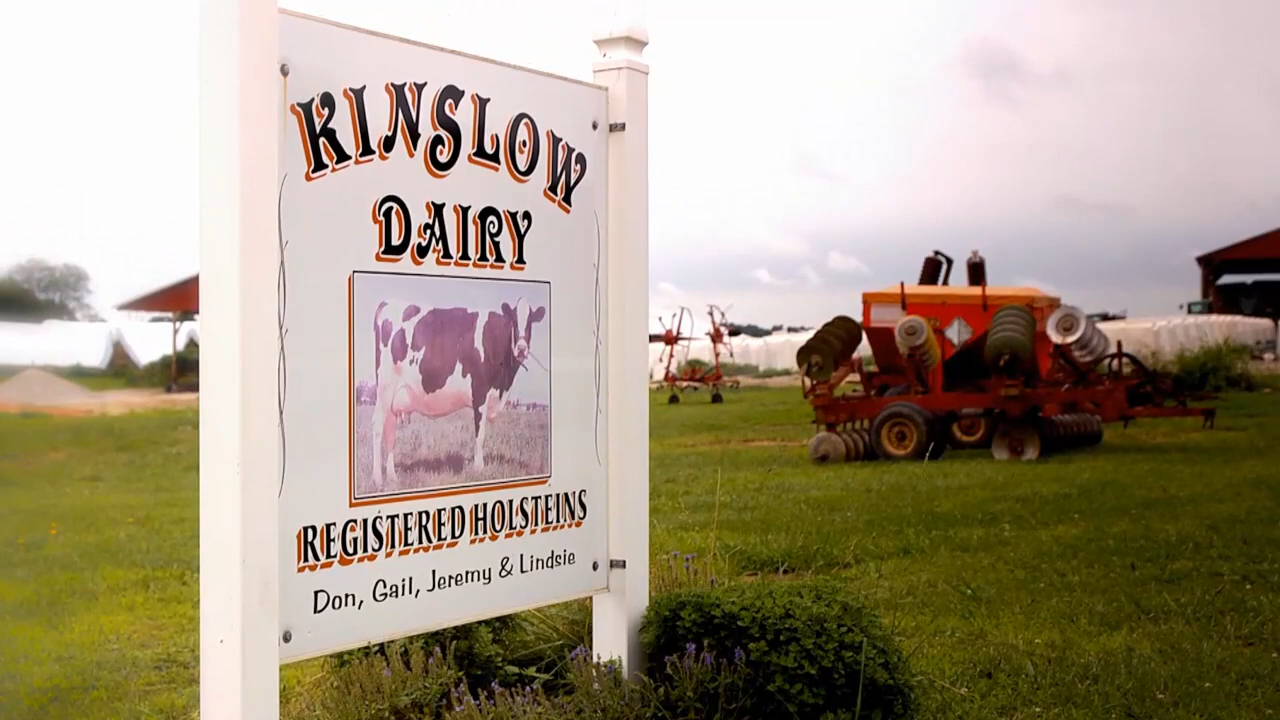 KINSLOW
DAIRY
REGISTERED HOLSTEINS
Don, Gail, Jeremy & Lindsie